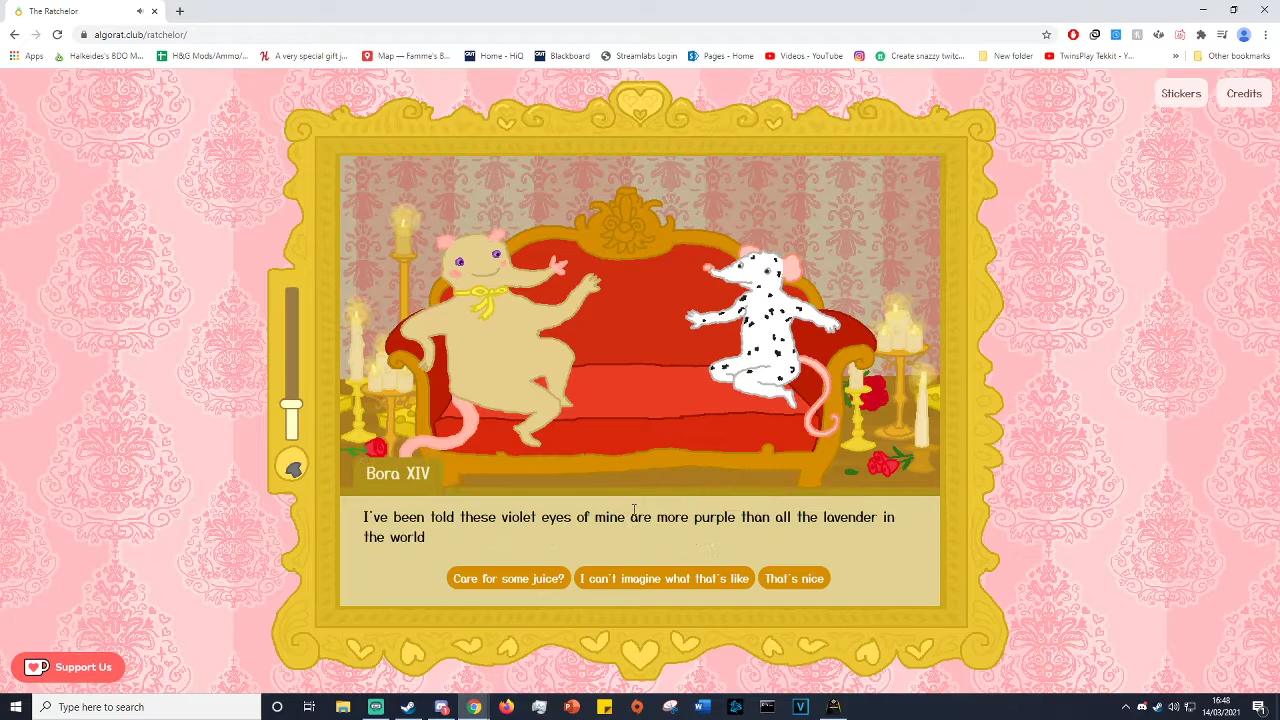 The Ratchelor
algorat.club/ratchelor/
Apps
Halkeides's BDO M...
H&G Mods/Ammo/...
A very special gift j...
Map — Famme's B...
Home - HiQ
Blackboard
Streamlabs Login
Pages - Home
Videos - YouTube
Create snazzy twitc...
New folder
TwinsPlay Tekkit - Y...
»
Other bookmarks
Stickers
Credits
Bora XIV
I've been told these violet eyes of mine are more purple than all the lavender in
the world
Care for some juice?
I can't imagine what that's like
That's nice
Support Us
Type here to search
16:48
14/03/2021